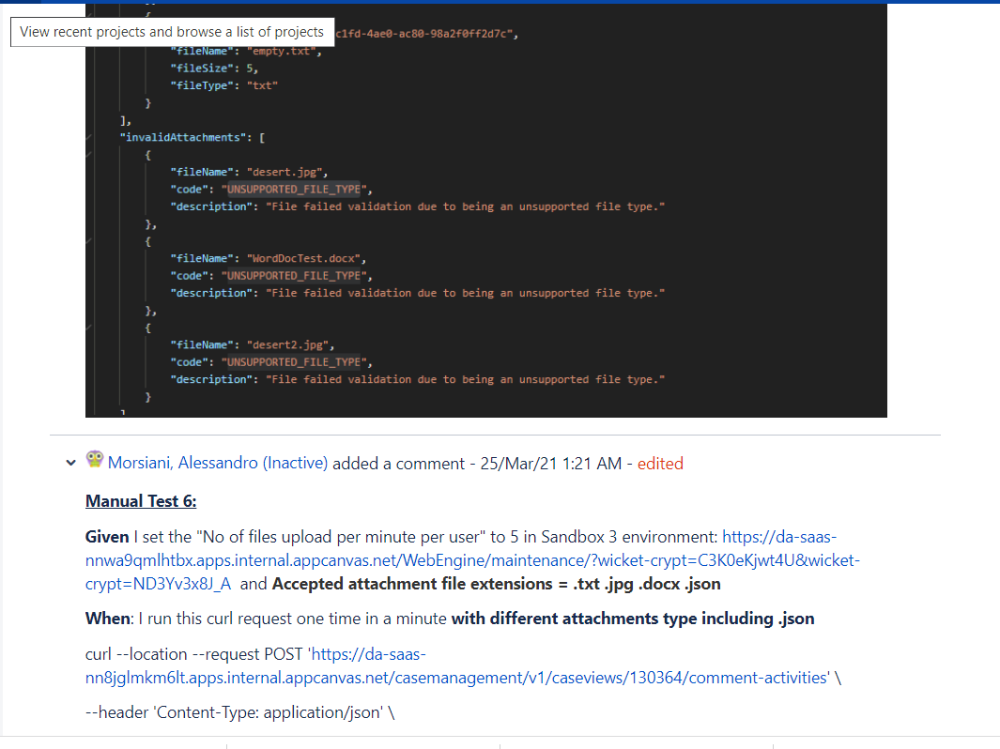 View recent projects and browse a list of projects
c1fd-4ae0-ac80-98a2f0ff2d7c",
"fileName": "empty.txt",
"fileSize": 5,
"fileType": "txt"
}
],
"invalidAttachments": [
{
"fileName": "desert.jpg",
"code": "UNSUPPORTED_FILE_TYPE",
"description": "File failed validation due to being an unsupported file type."
},
{
"fileName": "WordDocTest.docx",
"code": "UNSUPPORTED_FILE_TYPE",
"description": "File failed validation due to being an unsupported file type."
},
{
"fileName": "desert2.jpg",
"code": "UNSUPPORTED_FILE_TYPE",
"description": "File failed validation due to being an unsupported file type."
}
]
Morsiani, Alessandro (Inactive) added a comment - 25/Mar/21 1:21 AM - edited
Manual Test 6:
Given I set the "No of files upload per minute per user" to 5 in Sandbox 3 environment: https://da-saas-
nnwa9qmlhtbx.apps.internal.appcanvas.net/WebEngine/maintenance/?wicket-crypt=C3K0eKjwt4U&wicket-
crypt=ND3Yv3x8J_A and Accepted attachment file extensions = .txt .jpg .docx .json
When: I run this curl request one time in a minute with different attachments type including .json
curl --location --request POST 'https://da-saas-
nn8jglmkm6lt.apps.internal.appcanvas.net/casemanagement/v1/caseviews/130364/comment-activities' \
--header 'Content-Type: application/json' \